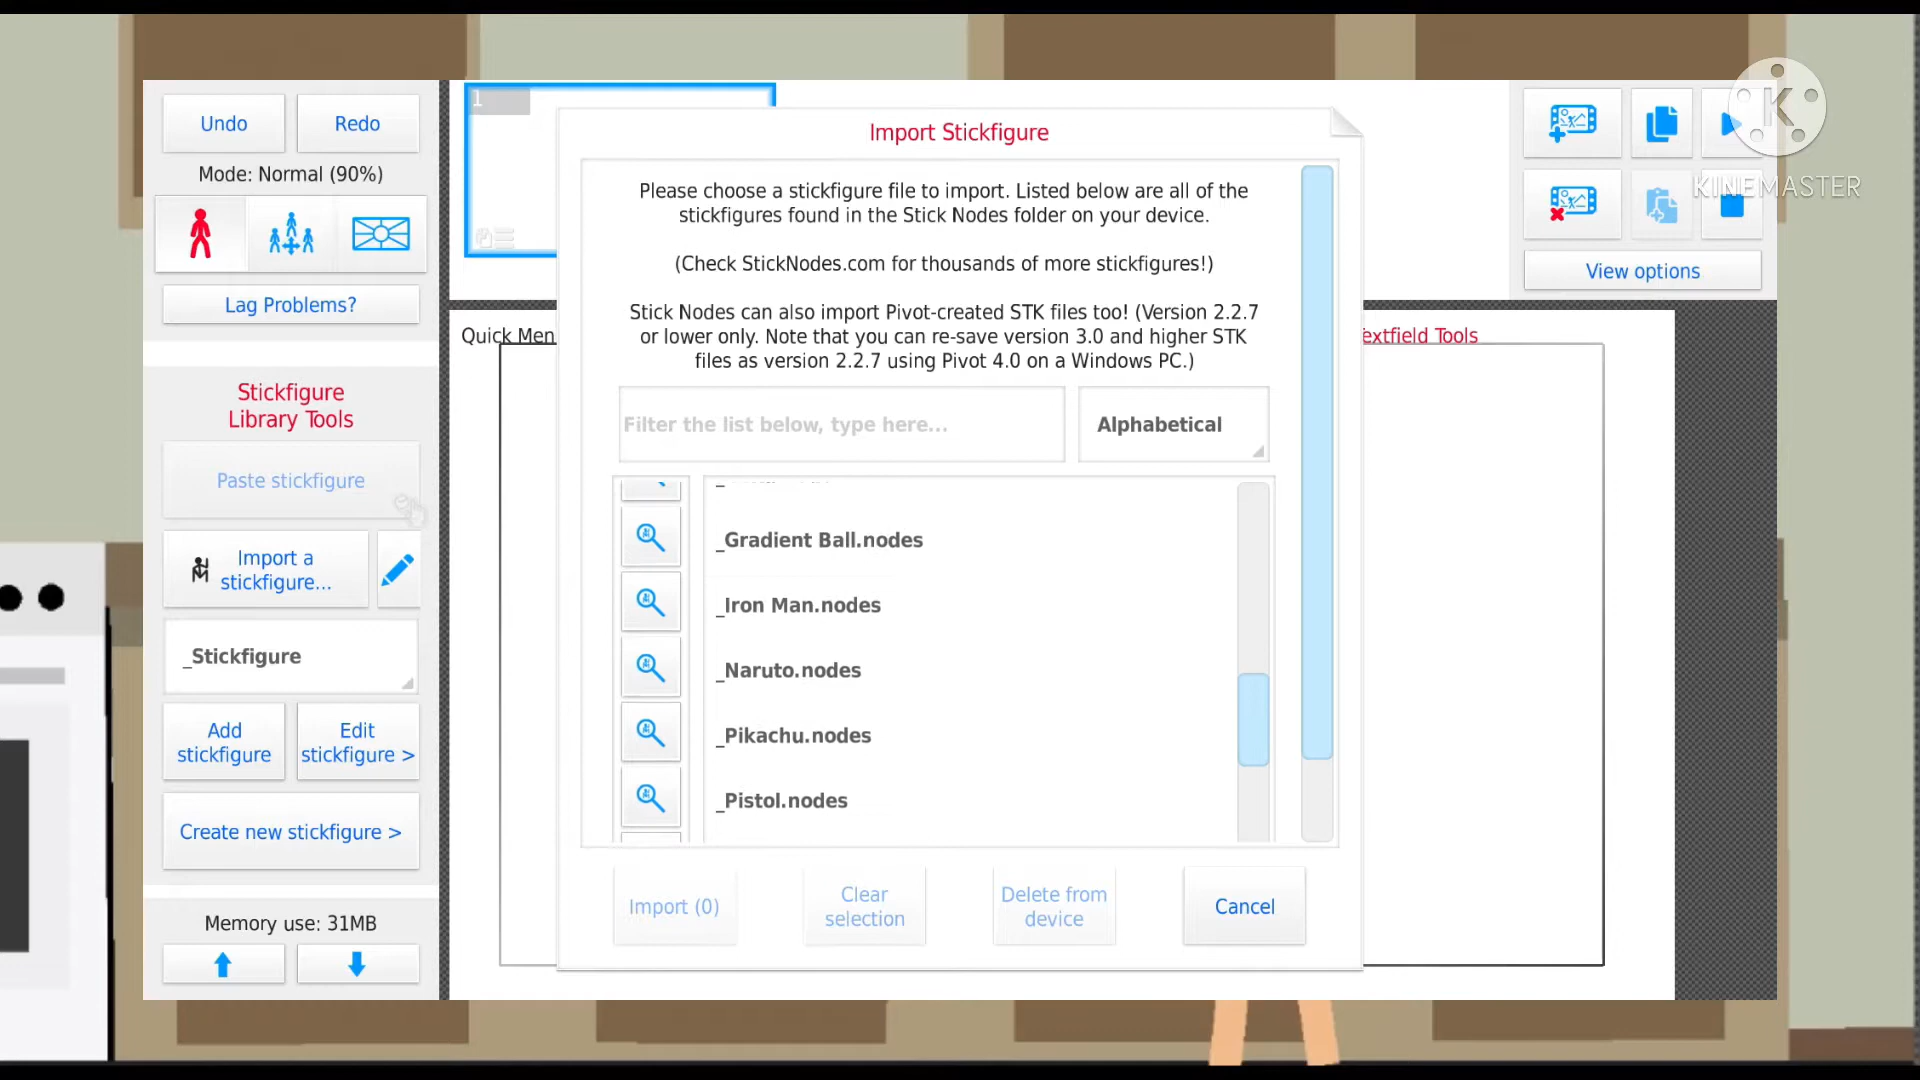 Undo
Redo
Mode: Normal (90%)
Lag Problems?
Stickfigure
Library Tools
Paste stickfigure
Import a
stickfigure...
_Stickfigure
Add
stickfigure
Edit
stickfigure >
Create new stickfigure >
Memory use: 31MB
1
Quick Men
Import Stickfigure
Please choose a stickfigure file to import. Listed below are all of the
stickfigures found in the Stick Nodes folder on your device.
(Check StickNodes.com for thousands of more stickfigures!)
Stick Nodes can also import Pivot-created STK files too! (Version 2.2.7
or lower only. Note that you can re-save version 3.0 and higher STK
files as version 2.2.7 using Pivot 4.0 on a Windows PC.)
Filter the list below, type here...
Alphabetical
_Gradient Ball.nodes
_Iron Man.nodes
_Naruto.nodes
_Pikachu.nodes
_Pistol.nodes
Import (0)
Clear
selection
Delete from
device
Cancel
extfield Tools
View options
K
KINEMASTER